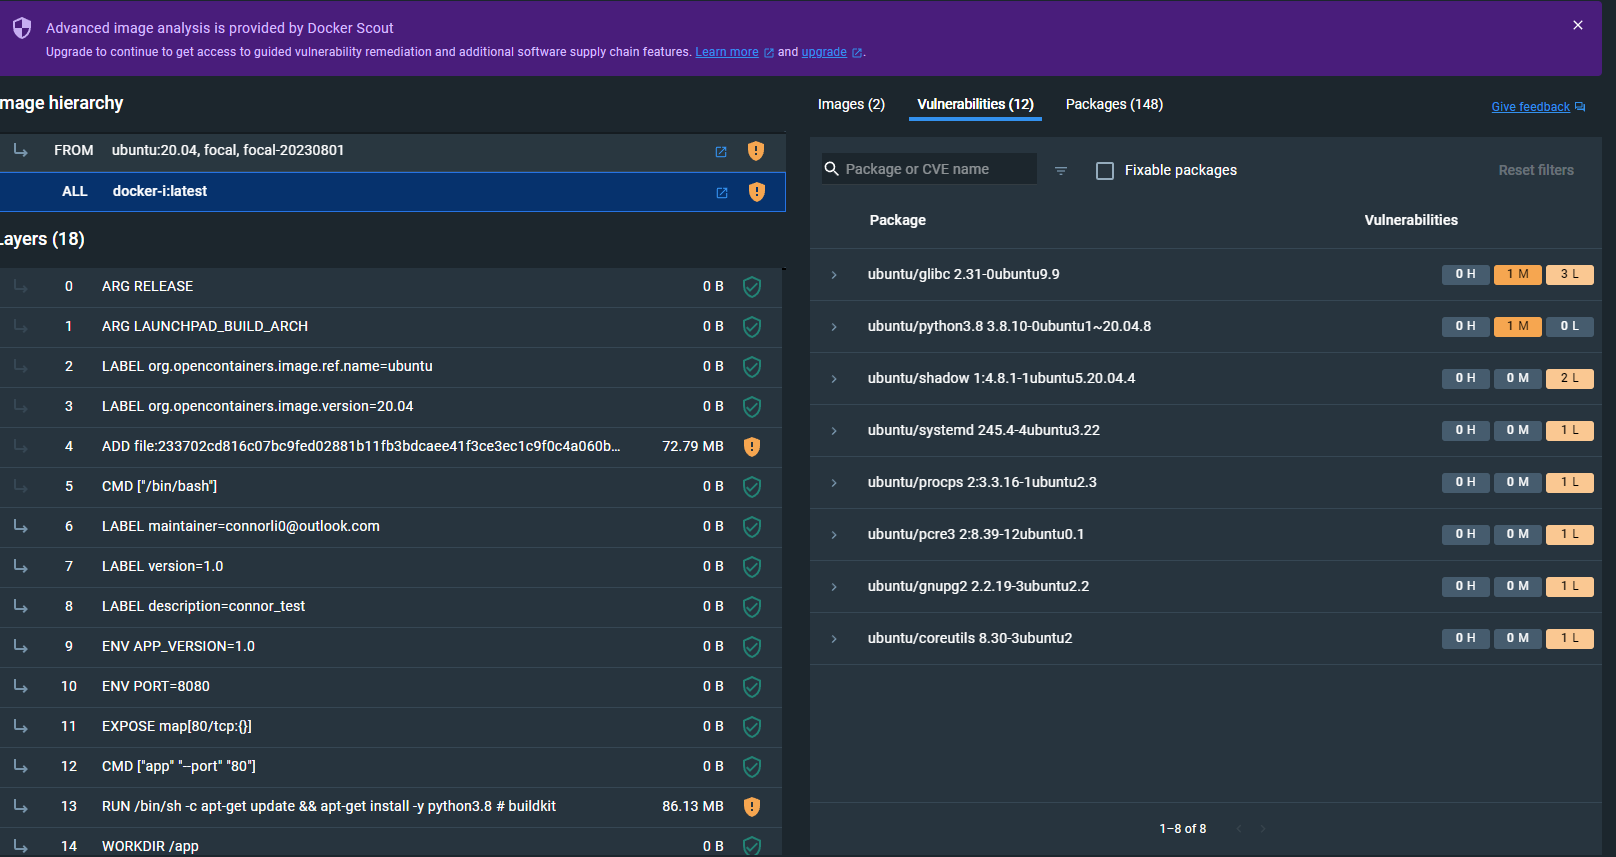 Advanced image analysis is provided by Docker Scout
Upgrade to continue to get access to guided vulnerability remediation and additional software supply chain features. Learn more and upgrade.
mage hierarchy
FROM ubuntu:20.04, focal, focal-20230801
ALL docker-i:latest
Layers (18)
0 ARG RELEASE 0 B
1 ARG LAUNCHPAD_BUILD_ARCH 0 B
2 LABEL org.opencontainers.image.ref.name=ubuntu 0 B
3 LABEL org.opencontainers.image.version=20.04 0 B
4 ADD file:233702cd816c07bc9fed02881b11fb3bdcaee41f3ce3ec1c9f0c4a060b... 72.79 MB
5 CMD ["/bin/bash"] 0 B
6 LABEL maintainer=connorli0@outlook.com 0 B
7 LABEL version=1.0 0 B
8 LABEL description=connor_test 0 B
9 ENV APP_VERSION=1.0 0 B
10 ENV PORT=8080 0 B
11 EXPOSE map[80/tcp:{}] 0 B
12 CMD ["app" "--port" "80"] 0 B
13 RUN /bin/sh -c apt-get update && apt-get install -y python3.8 # buildkit 86.13 MB
14 WORKDIR /app 0 B
Images (2) Vulnerabilities (12) Packages (148) Give feedback
Package or CVE name Fixable packages Reset filters
Package Vulnerabilities
ubuntu/glibc 2.31-0ubuntu9.9 0 H 1 M 3 L
ubuntu/python3.8 3.8.10-0ubuntu1~20.04.8 0 H 1 M 0 L
ubuntu/shadow 1:4.8.1-1ubuntu5.20.04.4 0 H 0 M 2 L
ubuntu/systemd 245.4-4ubuntu3.22 0 H 0 M 1 L
ubuntu/procps 2:3.3.16-1ubuntu2.3 0 H 0 M 1 L
ubuntu/pcre3 2:8.39-12ubuntu0.1 0 H 0 M 1 L
ubuntu/gnupg2 2.2.19-3ubuntu2.2 0 H 0 M 1 L
ubuntu/coreutils 8.30-3ubuntu2 0 H 0 M 1 L
1–8 of 8